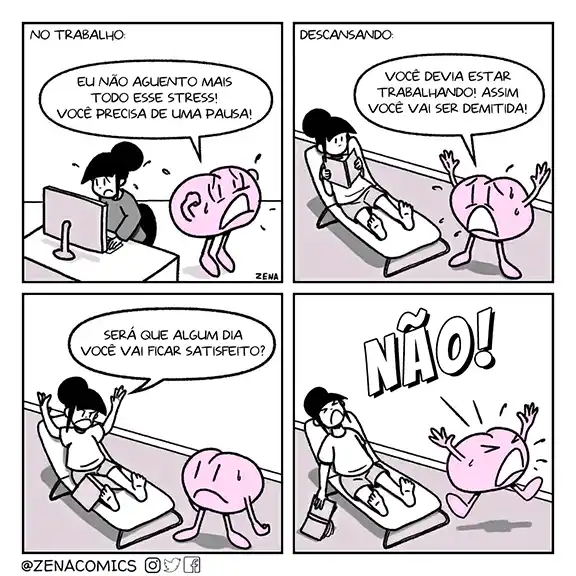 NO TRABALHO:
EU NÃO AGUENTO MAIS
TODO ESSE STRESS!
VOCÊ PRECISA DE UMA PAUSA!
ZENA
DESCANSANDO:
VOCÊ DEVIA ESTAR
TRABALHANDO! ASSIM
VOCÊ VAI SER DEMITIDA!
SERÁ QUE ALGUM DIA
VOCÊ VAI FICAR SATISFEITO?
NÃO!
@ZENACOMICS